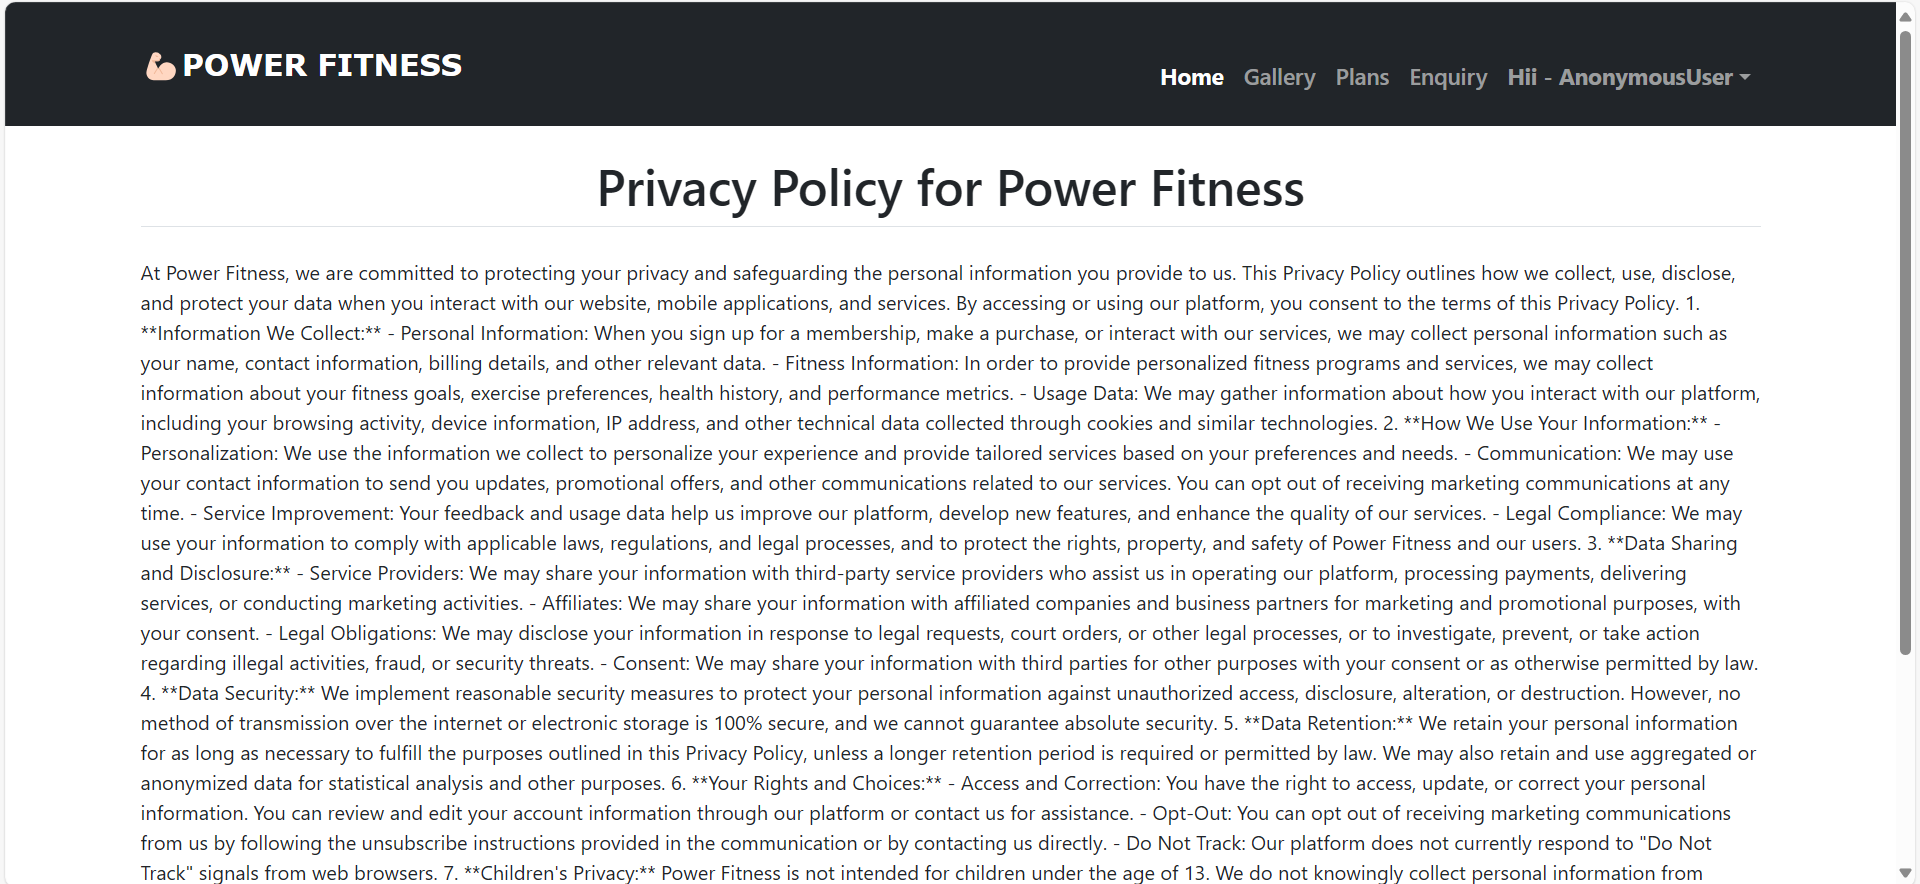 POWER FITNESS
Home Gallery Plans Enquiry Hii - AnonymousUser
Privacy Policy for Power Fitness
At Power Fitness, we are committed to protecting your privacy and safeguarding the personal information you provide to us. This Privacy Policy outlines how we collect, use, disclose,
and protect your data when you interact with our website, mobile applications, and services. By accessing or using our platform, you consent to the terms of this Privacy Policy. 1.
**Information We Collect:** - Personal Information: When you sign up for a membership, make a purchase, or interact with our services, we may collect personal information such as
your name, contact information, billing details, and other relevant data. - Fitness Information: In order to provide personalized fitness programs and services, we may collect
information about your fitness goals, exercise preferences, health history, and performance metrics. - Usage Data: We may gather information about how you interact with our platform,
including your browsing activity, device information, IP address, and other technical data collected through cookies and similar technologies. 2. **How We Use Your Information:** -
Personalization: We use the information we collect to personalize your experience and provide tailored services based on your preferences and needs. - Communication: We may use
your contact information to send you updates, promotional offers, and other communications related to our services. You can opt out of receiving marketing communications at any
time. - Service Improvement: Your feedback and usage data help us improve our platform, develop new features, and enhance the quality of our services. - Legal Compliance: We may
use your information to comply with applicable laws, regulations, and legal processes, and to protect the rights, property, and safety of Power Fitness and our users. 3. **Data Sharing
and Disclosure:** - Service Providers: We may share your information with third-party service providers who assist us in operating our platform, processing payments, delivering
services, or conducting marketing activities. - Affiliates: We may share your information with affiliated companies and business partners for marketing and promotional purposes, with
your consent. - Legal Obligations: We may disclose your information in response to legal requests, court orders, or other legal processes, or to investigate, prevent, or take action
regarding illegal activities, fraud, or security threats. - Consent: We may share your information with third parties for other purposes with your consent or as otherwise permitted by law.
4. **Data Security:** We implement reasonable security measures to protect your personal information against unauthorized access, disclosure, alteration, or destruction. However, no
method of transmission over the internet or electronic storage is 100% secure, and we cannot guarantee absolute security. 5. **Data Retention:** We retain your personal information
for as long as necessary to fulfill the purposes outlined in this Privacy Policy, unless a longer retention period is required or permitted by law. We may also retain and use aggregated or
anonymized data for statistical analysis and other purposes. 6. **Your Rights and Choices:** - Access and Correction: You have the right to access, update, or correct your personal
information. You can review and edit your account information through our platform or contact us for assistance. - Opt-Out: You can opt out of receiving marketing communications
from us by following the unsubscribe instructions provided in the communication or by contacting us directly. - Do Not Track: Our platform does not currently respond to "Do Not
Track" signals from web browsers. 7. **Children's Privacy:** Power Fitness is not intended for children under the age of 13. We do not knowingly collect personal information from